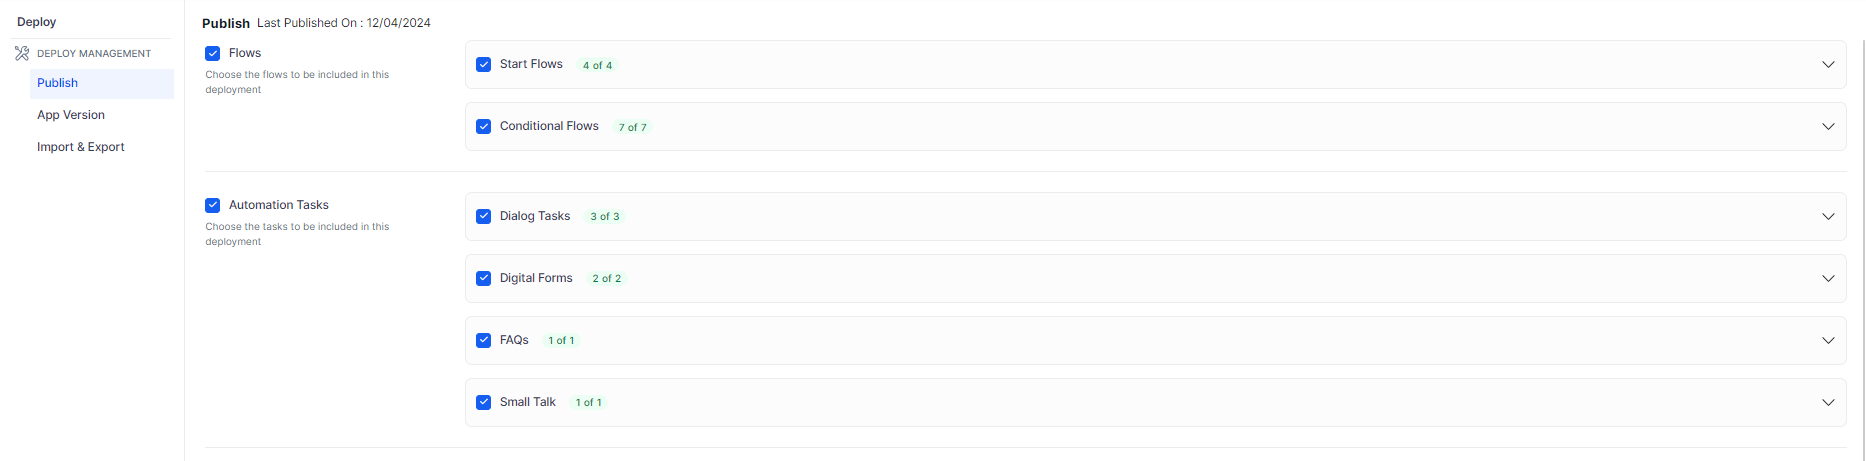 Deploy
DEPLOY MANAGEMENT
Publish
App Version
Import & Export
Publish Last Published On : 12/04/2024
Flows
Choose the flows to be included in this
deployment
Start Flows 4 of 4
Conditional Flows 7 of 7
Automation Tasks
Choose the tasks to be included in this
deployment
Dialog Tasks 3 of 3
Digital Forms 2 of 2
FAQs 1 of 1
Small Talk 1 of 1